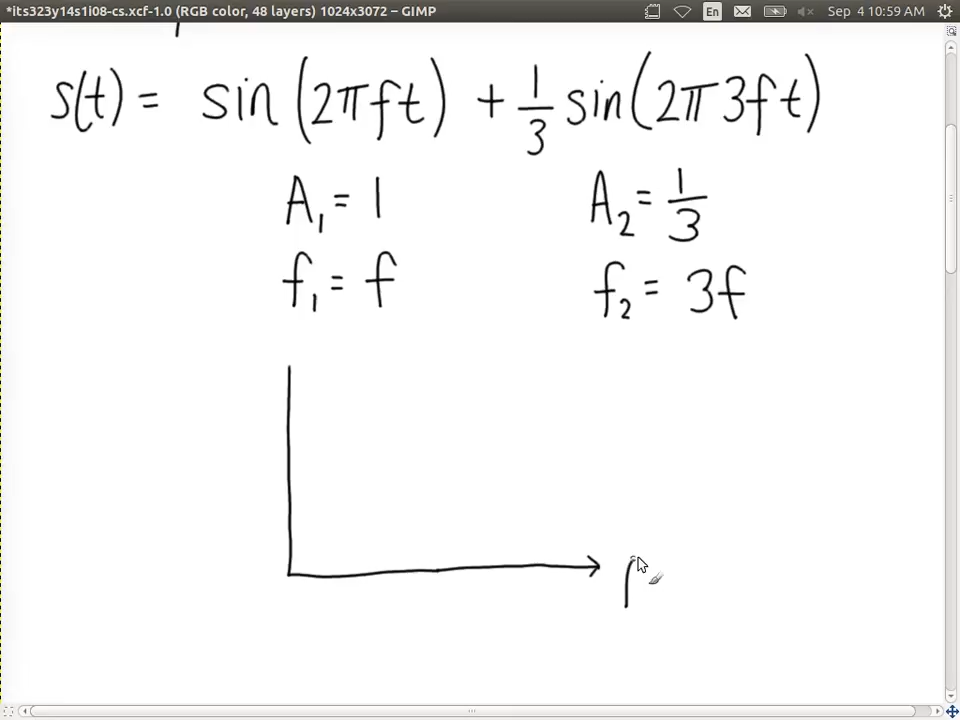 *its323y14s1i08-cs.xcf-1.0 (RGB color, 48 layers) 1024x3072 – GIMP En Sep 4 10:59 AM
s(t) = sin(2πft) + 1/3 sin(2π3ft)
A₁ = 1 A₂ = 1/3
f₁ = f f₂ = 3f